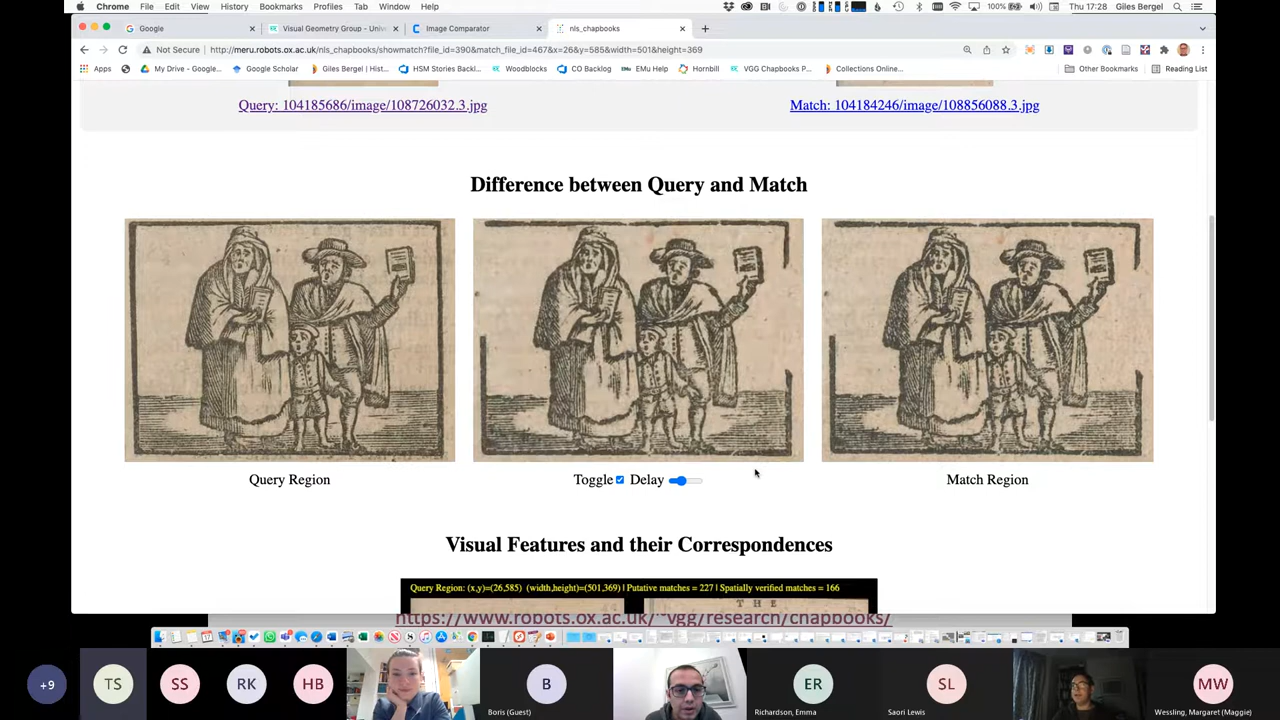 Chrome File Edit View History Bookmarks Profiles Tab Window Help 100% Thu 17:28 Giles Bergel
Google Visual Geometry Group - Univ Image Comparator nls_chapbooks
Not Secure http://meru.robots.ox.ac.uk/nls_chapbooks/showmatch?file_id=390&match_file_id=467&x=26&y=585&width=501&height=369
Apps My Drive - Google... Google Scholar Giles Bergel | Hist... HSM Stories Backl... Woodblocks CO Backlog EMu Help Hornbill VGG Chapbooks P... Collections Online... Other Bookmarks Reading List
Query: 104185686/image/108726032.3.jpg Match: 104184246/image/108856088.3.jpg
Difference between Query and Match
Query Region Toggle Delay Match Region
Visual Features and their Correspondences
Query Region: (x,y)=(26,585) (width,height)=(501,369) | Putative matches = 227 | Spatially verified matches = 166
THE
https://www.robots.ox.ac.uk/~vgg/research/chapbooks/
+9 TS SS RK HB B ER SL MW
Boris (Guest) Richardson, Emma Saori Lewis Wessling, Margaret (Maggie)